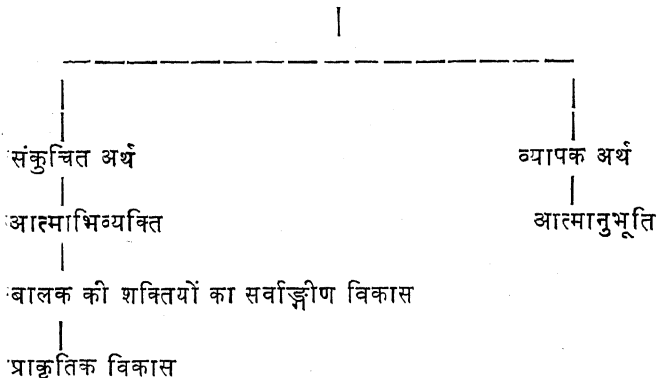 संकुचित अर्थ व्यापक अर्थ
आत्माभिव्यक्ति आत्मानुभूति
बालक की शक्तियों का सर्वाङ्गीण विकास
प्राकृतिक विकास